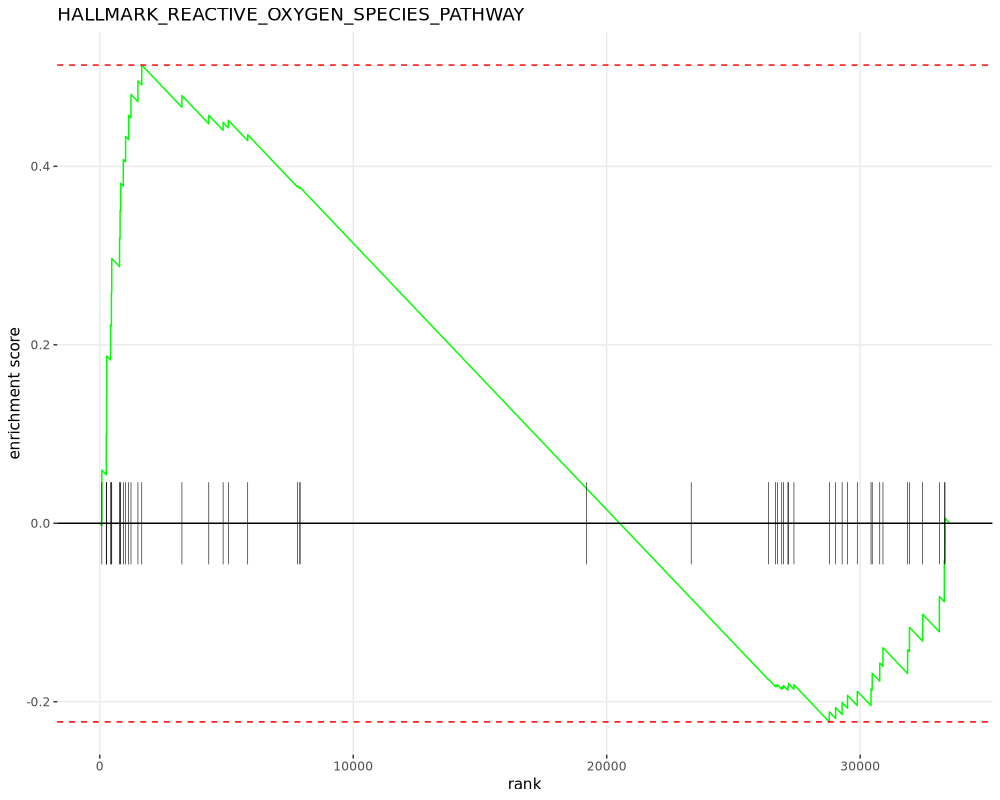 HALLMARK_REACTIVE_OXYGEN_SPECIES_PATHWAY
enrichment score
0.4
0.2
0.0
-0.2
0 10000 20000 30000
rank